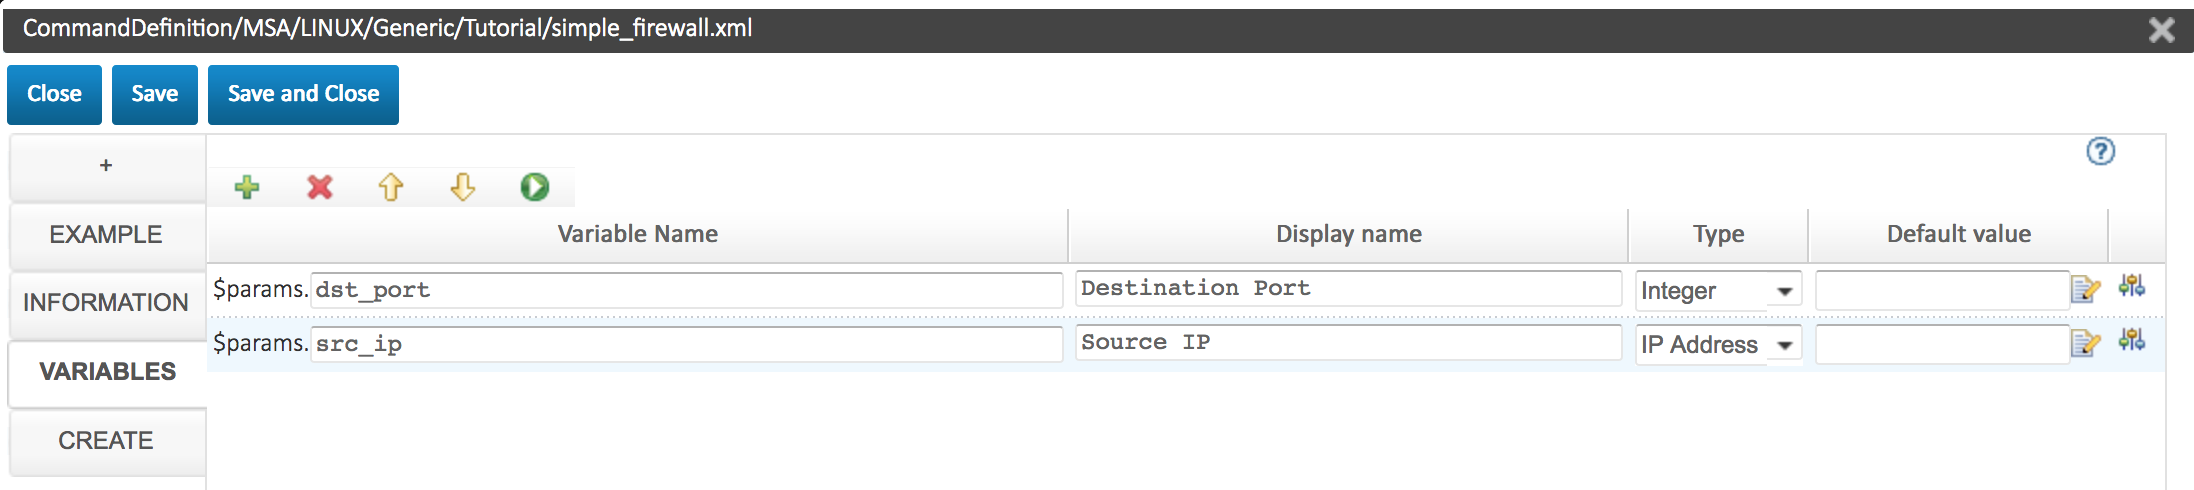 CommandDefinition/MSA/LINUX/Generic/Tutorial/simple_firewall.xml
Close Save Save and Close
+
EXAMPLE
INFORMATION
VARIABLES
CREATE
?
Variable Name Display name Type Default value
$params. dst_port Destination Port Integer
$params. src_ip Source IP IP Address